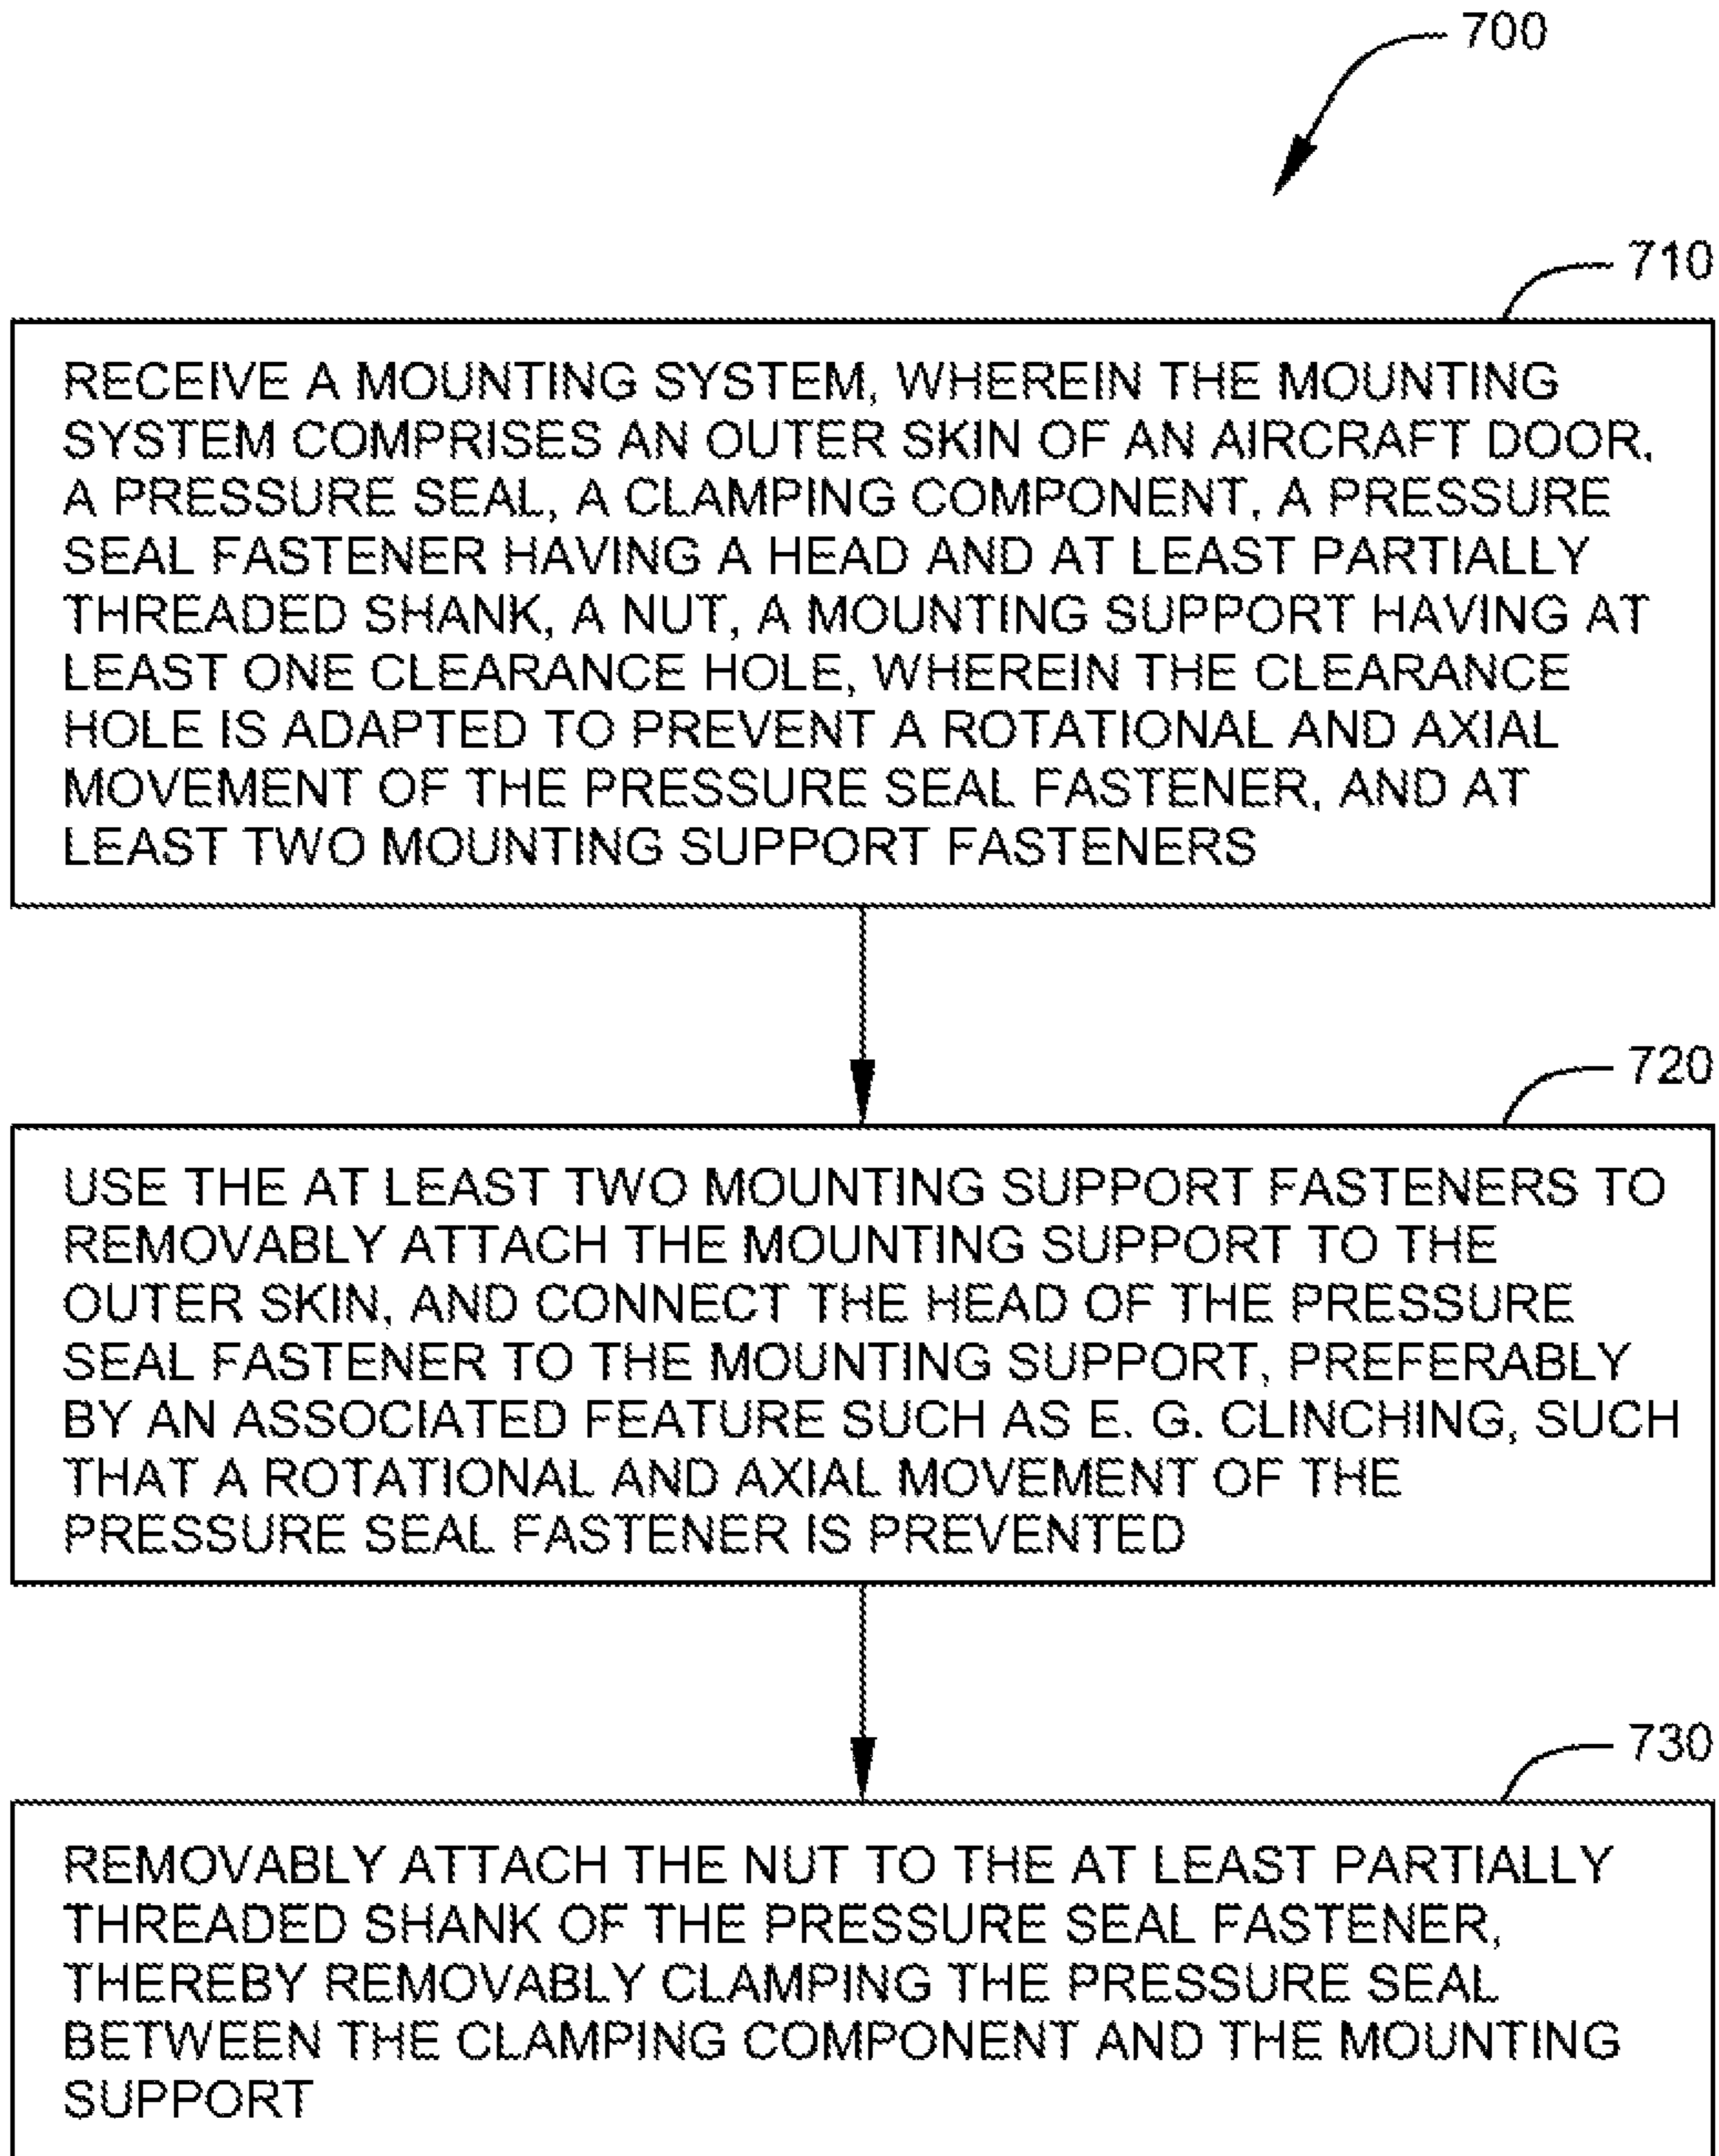 700
710
RECEIVE A MOUNTING SYSTEM, WHEREIN THE MOUNTING
SYSTEM COMPRISES AN OUTER SKIN OF AN AIRCRAFT DOOR,
A PRESSURE SEAL, A CLAMPING COMPONENT, A PRESSURE
SEAL FASTENER HAVING A HEAD AND AT LEAST PARTIALLY
THREADED SHANK, A NUT, A MOUNTING SUPPORT HAVING AT
LEAST ONE CLEARANCE HOLE, WHEREIN THE CLEARANCE
HOLE IS ADAPTED TO PREVENT A ROTATIONAL AND AXIAL
MOVEMENT OF THE PRESSURE SEAL FASTENER, AND AT
LEAST TWO MOUNTING SUPPORT FASTENERS
720
USE THE AT LEAST TWO MOUNTING SUPPORT FASTENERS TO
REMOVABLY ATTACH THE MOUNTING SUPPORT TO THE
OUTER SKIN, AND CONNECT THE HEAD OF THE PRESSURE
SEAL FASTENER TO THE MOUNTING SUPPORT, PREFERABLY
BY AN ASSOCIATED FEATURE SUCH AS E. G. CLINCHING, SUCH
THAT A ROTATIONAL AND AXIAL MOVEMENT OF THE
PRESSURE SEAL FASTENER IS PREVENTED
730
REMOVABLY ATTACH THE NUT TO THE AT LEAST PARTIALLY
THREADED SHANK OF THE PRESSURE SEAL FASTENER,
THEREBY REMOVABLY CLAMPING THE PRESSURE SEAL
BETWEEN THE CLAMPING COMPONENT AND THE MOUNTING
SUPPORT